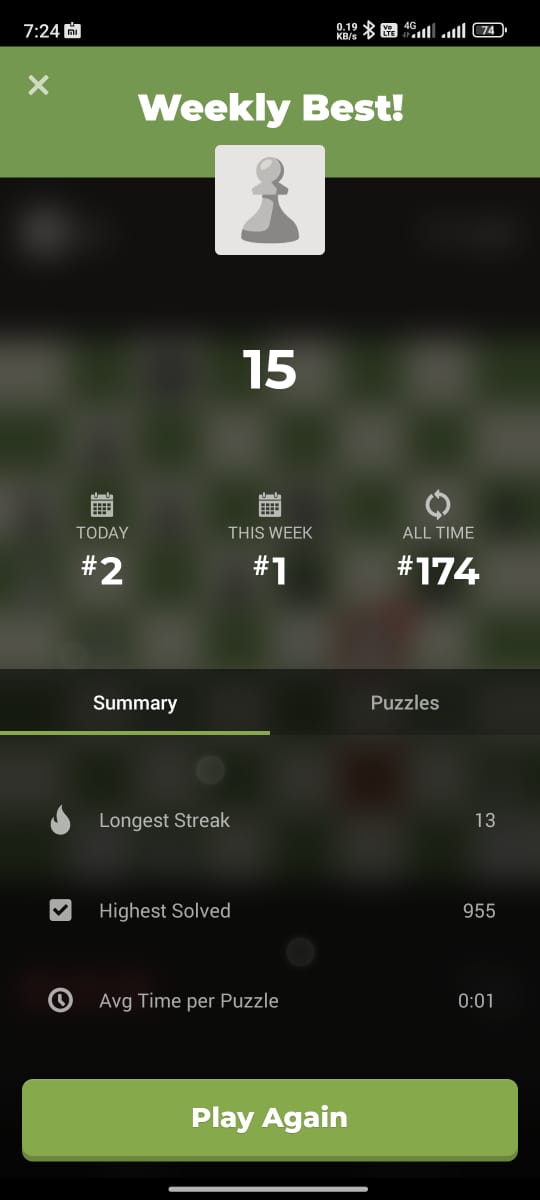 7:24
0.19
KB/s
Vo
LTE
4G
74
Weekly Best!
15
TODAY
THIS WEEK
ALL TIME
#2
#1
#174
Summary
Puzzles
Longest Streak
13
Highest Solved
955
Avg Time per Puzzle
0:01
Play Again